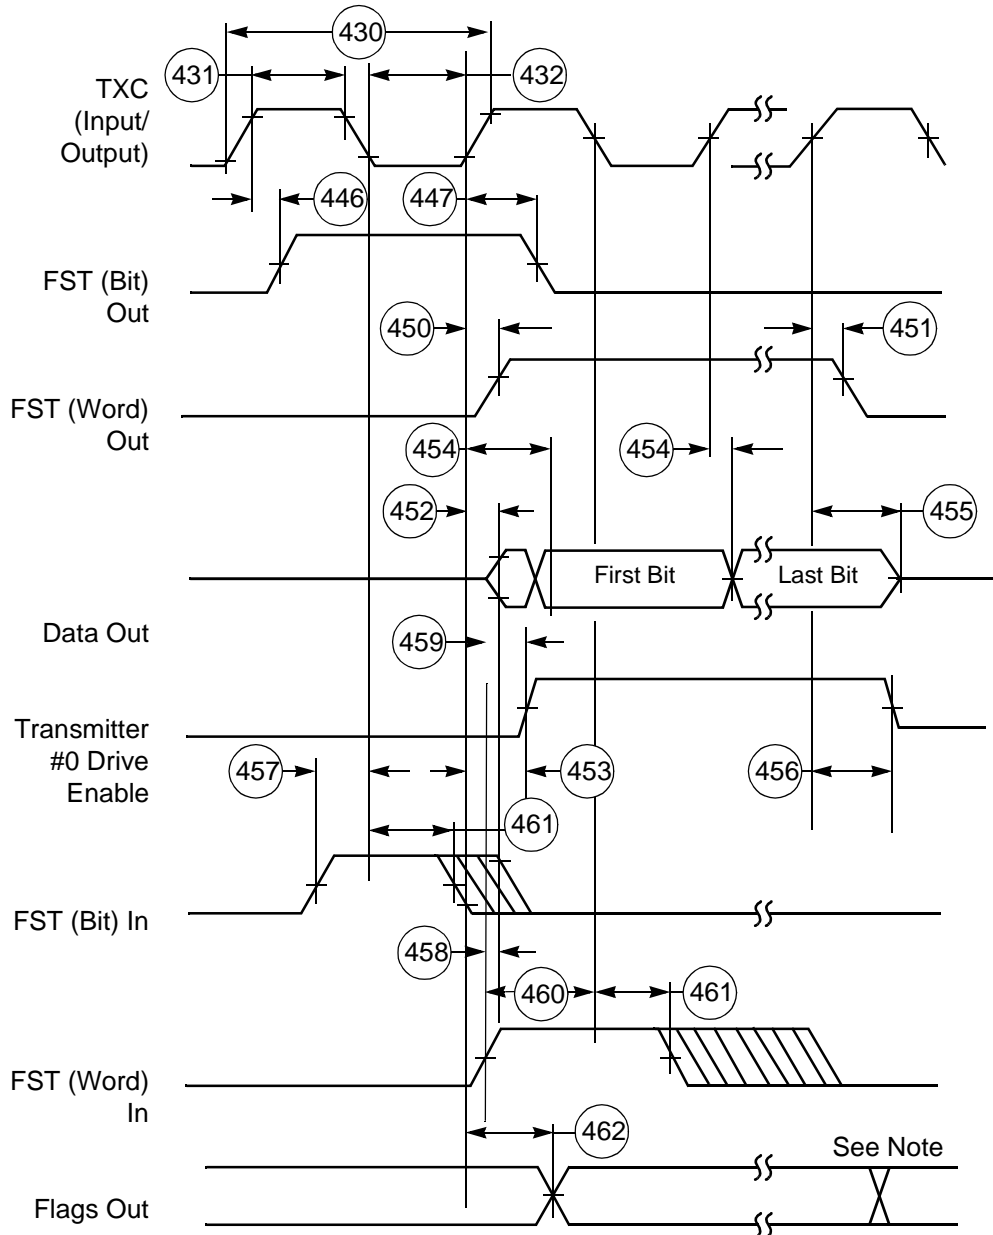 430
431
432
TXC
(Input/
Output)
446
447
FST (Bit)
Out
450
451
FST (Word)
Out
454
454
452
455
First Bit
Last Bit
Data Out
459
Transmitter
#0 Drive
Enable
457
453
456
461
FST (Bit) In
458
460
461
FST (Word)
In
462
See Note
Flags Out